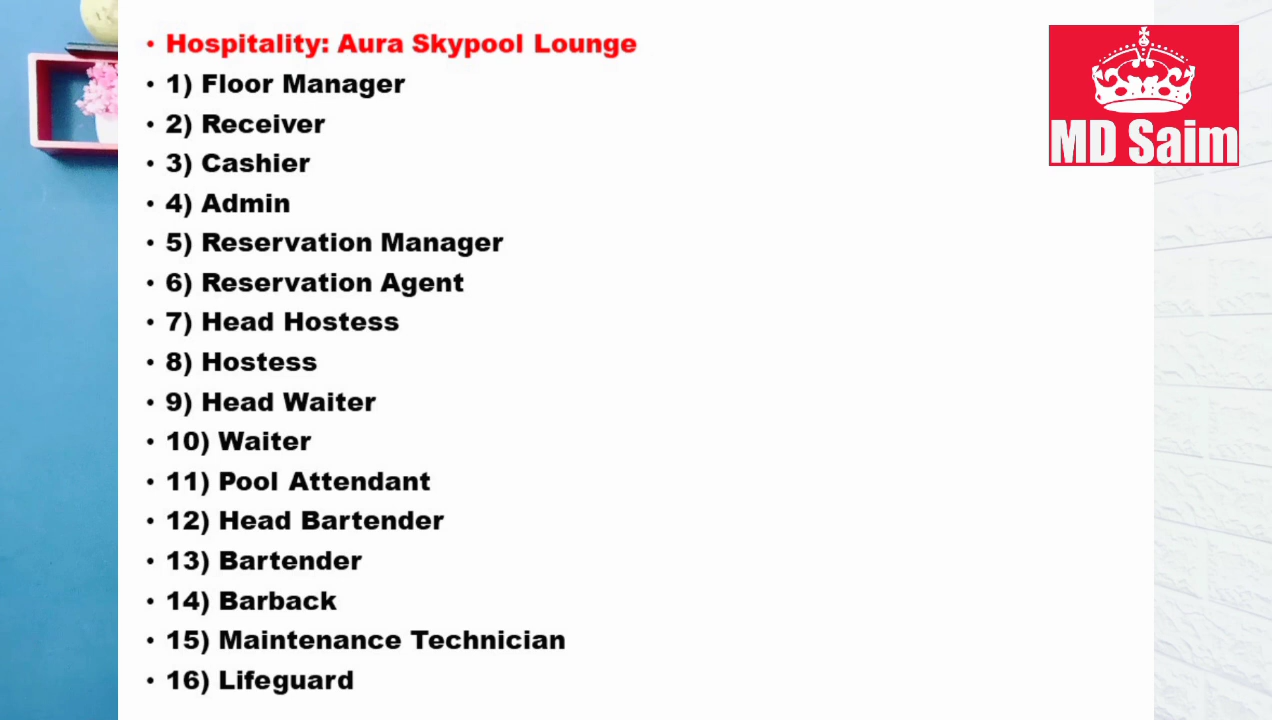 • Hospitality: Aura Skypool Lounge
• 1) Floor Manager
• 2) Receiver
• 3) Cashier
• 4) Admin
• 5) Reservation Manager
• 6) Reservation Agent
• 7) Head Hostess
• 8) Hostess
• 9) Head Waiter
• 10) Waiter
• 11) Pool Attendant
• 12) Head Bartender
• 13) Bartender
• 14) Barback
• 15) Maintenance Technician
• 16) Lifeguard
MD Saim